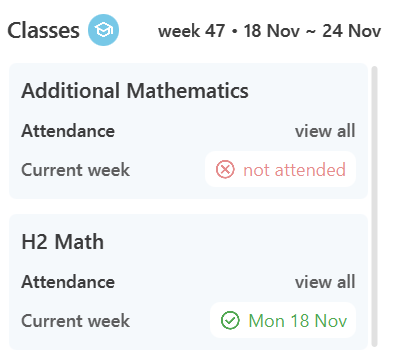 Classes week 47 • 18 Nov ~ 24 Nov
Additional Mathematics
Attendance view all
Current week not attended
H2 Math
Attendance view all
Current week Mon 18 Nov